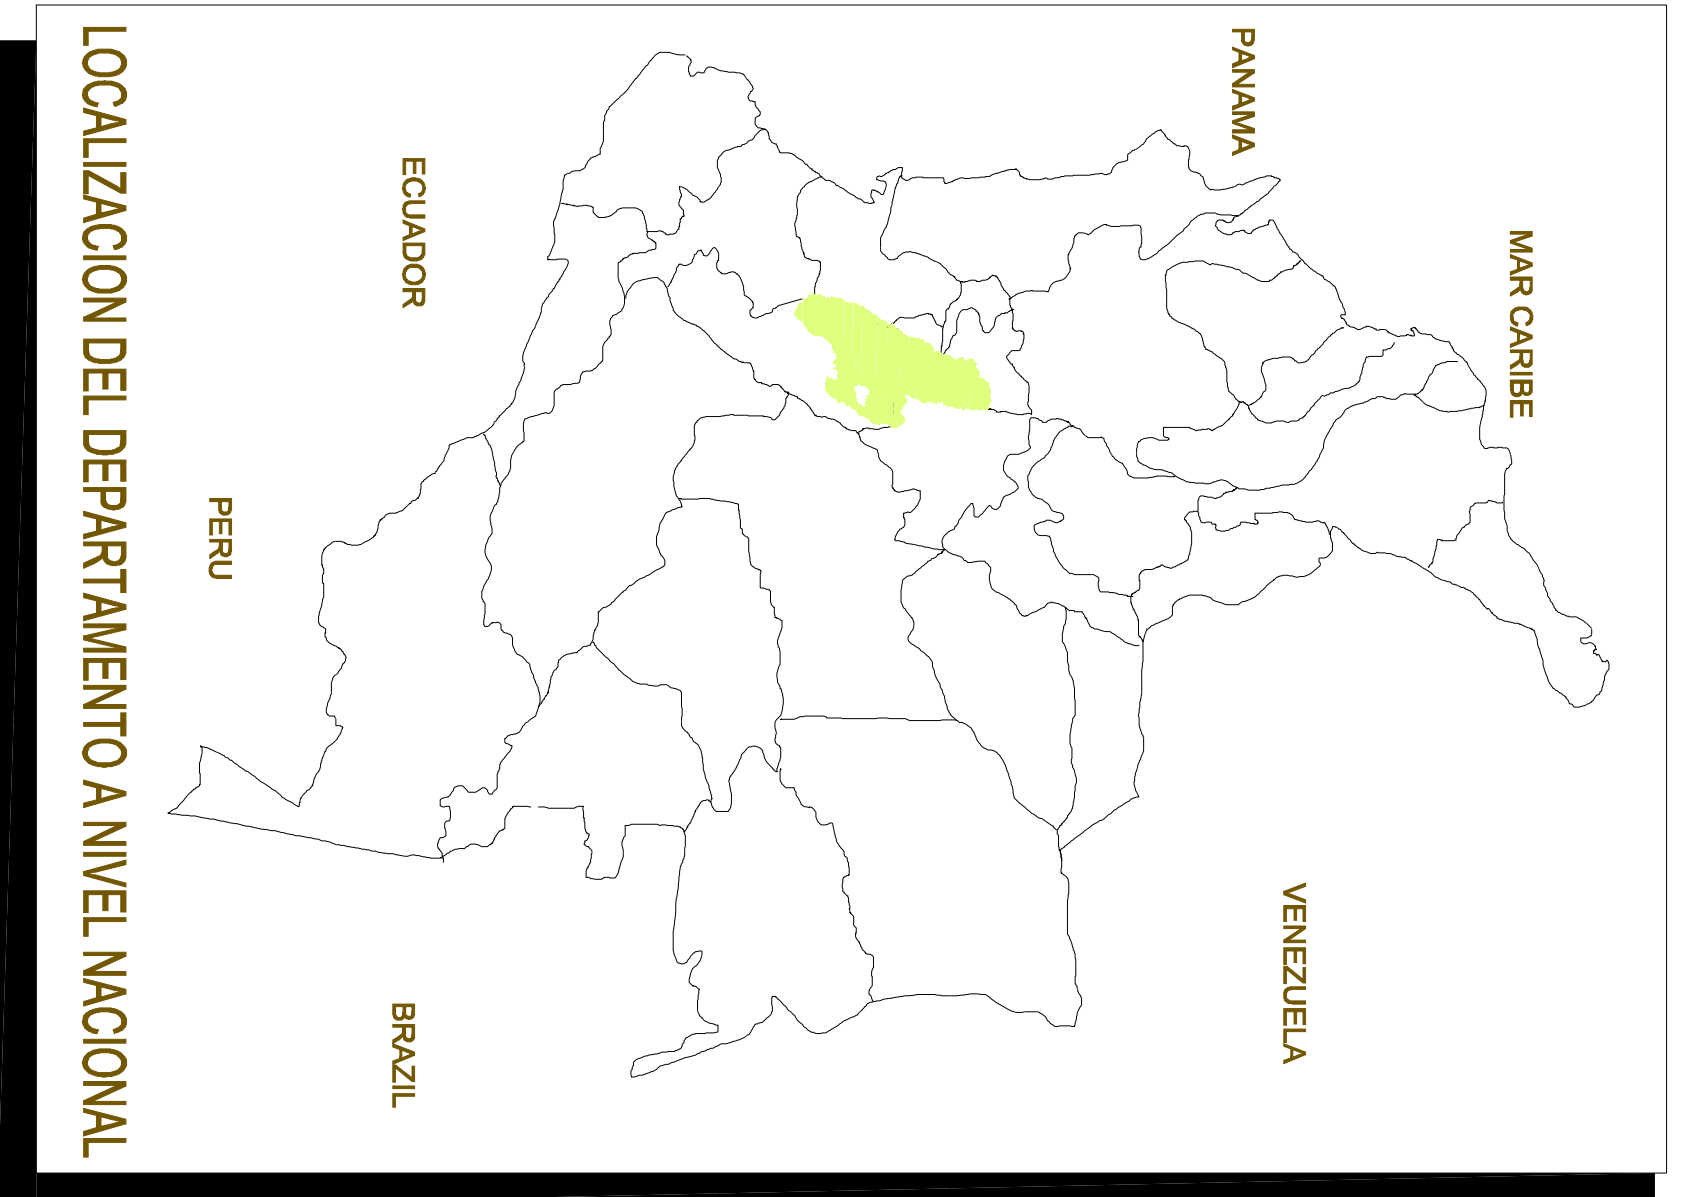 PANAMA
MAR CARIBE
VENEZUELA
ECUADOR
PERU
BRAZIL
LOCALIZACION DEL DEPARTAMENTO A NIVEL NACIONAL